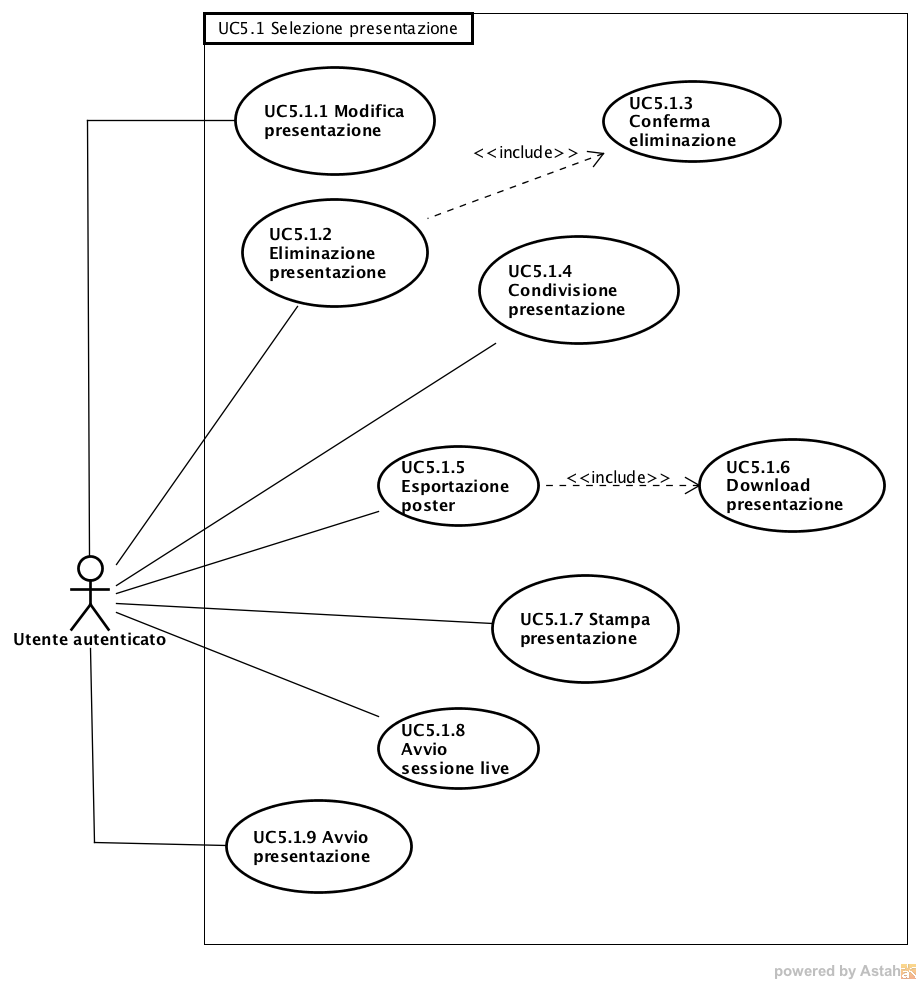 UC5.1 Selezione presentazione
UC5.1.1 Modifica
presentazione
UC5.1.3
Conferma
eliminazione
<<include>>
UC5.1.2
Eliminazione
presentazione
UC5.1.4
Condivisione
presentazione
UC5.1.5
Esportazione
poster
<<include>>
UC5.1.6
Download
presentazione
UC5.1.7 Stampa
presentazione
Utente autenticato
UC5.1.8
Avvio
sessione live
UC5.1.9 Avvio
presentazione
powered by Astah